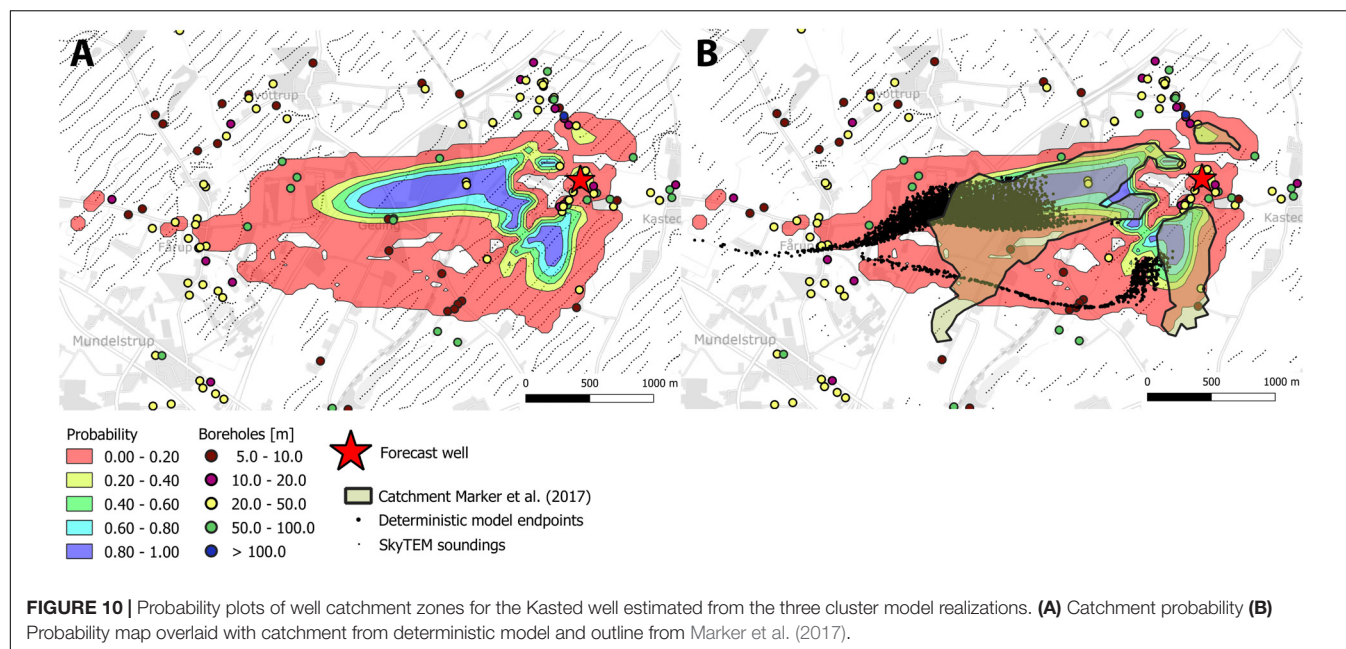 A
B
ovottrup
Geding
Fårup
Kasted
Mundelstrup
0 500 1000 m
Fårup
Kasted
Mundelstrup
0 500 1000 m
Probability
0.00 - 0.20
0.20 - 0.40
0.40 - 0.60
0.60 - 0.80
0.80 - 1.00
Boreholes [m]
5.0 - 10.0
10.0 - 20.0
20.0 - 50.0
50.0 - 100.0
> 100.0
Forecast well
Catchment Marker et al. (2017)
Deterministic model endpoints
SkyTEM soundings
FIGURE 10 | Probability plots of well catchment zones for the Kasted well estimated from the three cluster model realizations. (A) Catchment probability (B)
Probability map overlaid with catchment from deterministic model and outline from Marker et al. (2017).